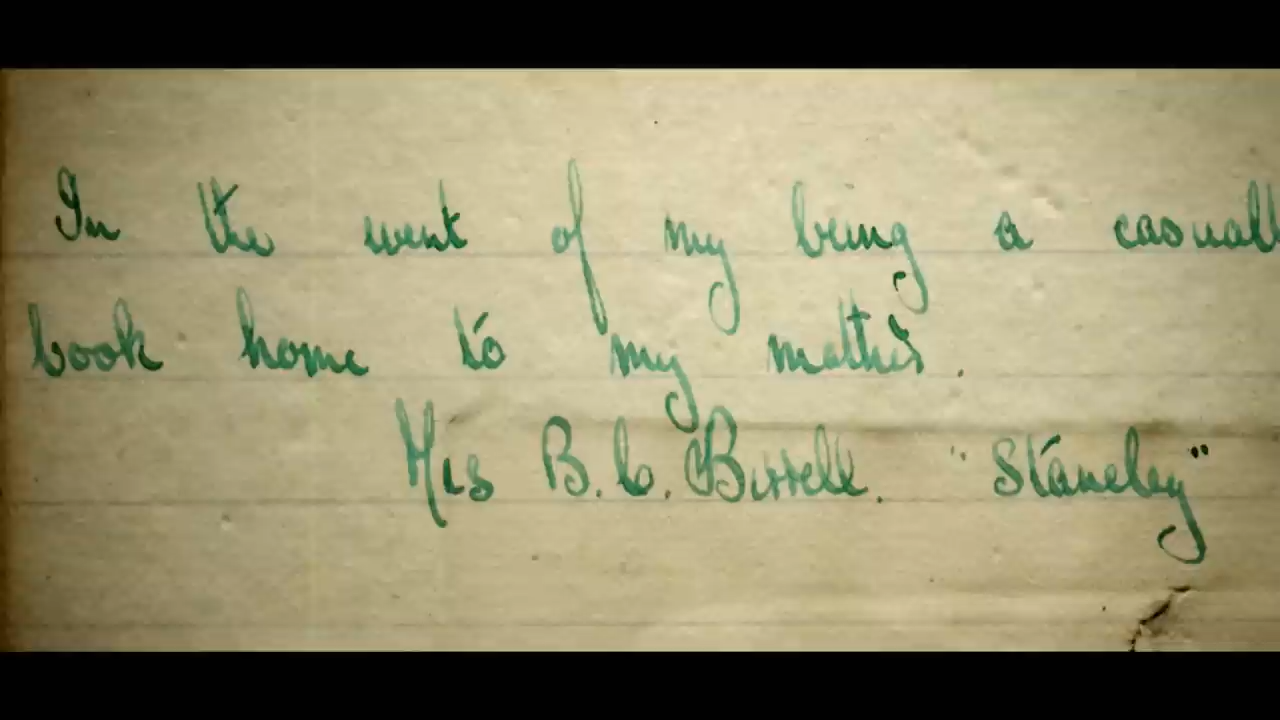 In the event of my being a casualt
book home to my mother.
Mrs B. C. Birrell. "Staneley"